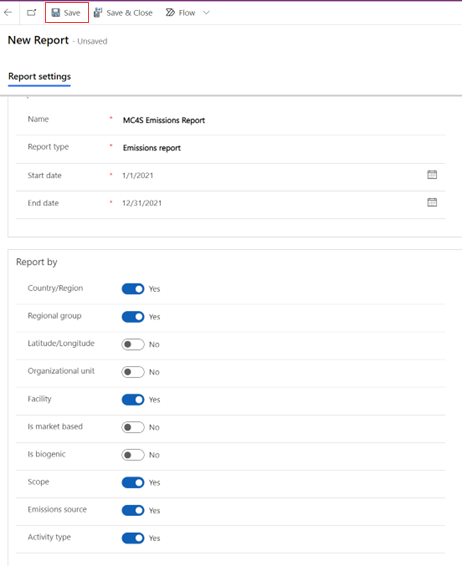 Save Save & Close Flow
New Report - Unsaved
Report settings
Name * MC4S Emissions Report
Report type * Emissions report
Start date * 1/1/2021
End date * 12/31/2021
Report by
Country/Region Yes
Regional group Yes
Latitude/Longitude No
Organizational unit No
Facility Yes
Is market based No
Is biogenic No
Scope Yes
Emissions source Yes
Activity type Yes